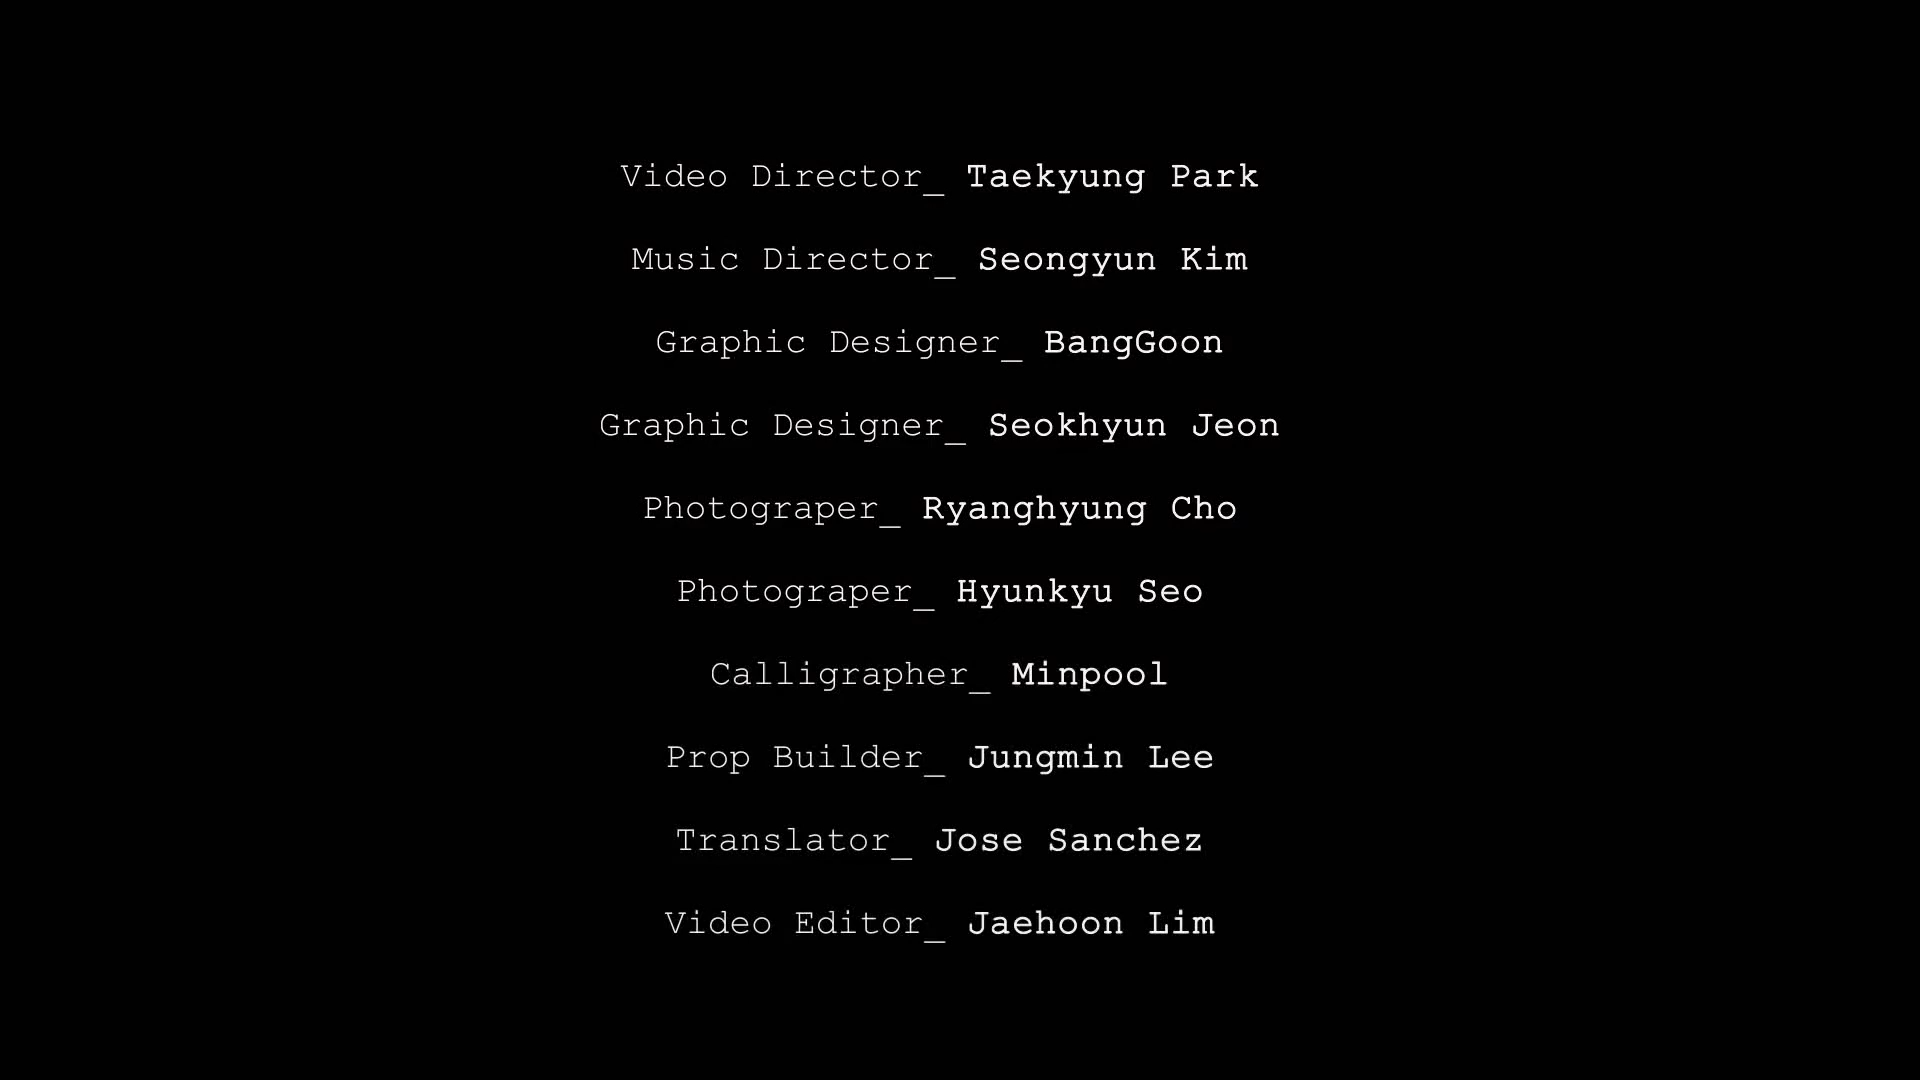 Video Director_ Taekyung Park
Music Director_ Seongyun Kim
Graphic Designer_ BangGoon
Graphic Designer_ Seokhyun Jeon
Photograper_ Ryanghyung Cho
Photograper_ Hyunkyu Seo
Calligrapher_ Minpool
Prop Builder_ Jungmin Lee
Translator_ Jose Sanchez
Video Editor_ Jaehoon Lim